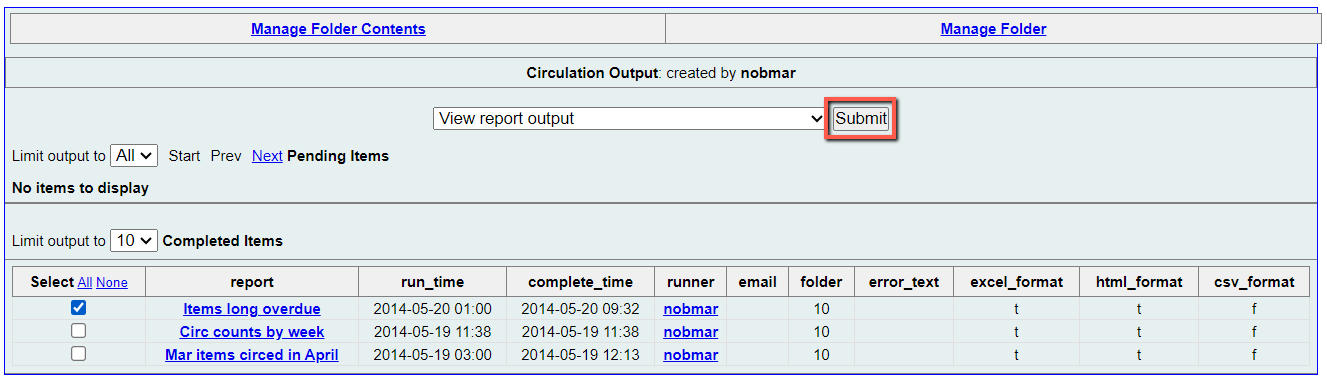 Manage Folder Contents Manage Folder
Circulation Output: created by nobmar
View report output Submit
Limit output to All Start Prev Next Pending Items
No items to display
Limit output to 10 Completed Items
Select All None report run_time complete_time runner email folder error_text excel_format html_format csv_format
Items long overdue 2014-05-20 01:00 2014-05-20 09:32 nobmar 10 t t f
Circ counts by week 2014-05-19 11:38 2014-05-19 11:38 nobmar 10 t t f
Mar items circed in April 2014-05-19 03:00 2014-05-19 12:13 nobmar 10 t t f